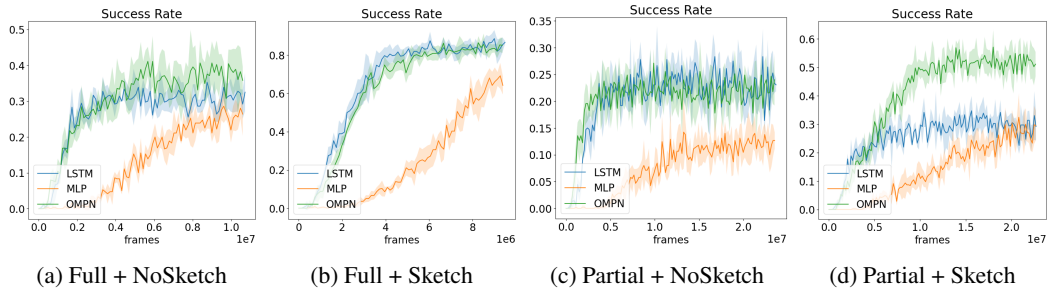 Success Rate
0.5
0.4
0.3
0.2
0.1
0.0
LSTM
MLP
OMPN
0.0 0.2 0.4 0.6 0.8 1.0
frames
1e7
(a) Full + NoSketch
Success Rate
0.8
0.6
0.4
0.2
0.0
LSTM
MLP
OMPN
0 2 4 6 8
frames
1e6
(b) Full + Sketch
Success Rate
0.35
0.30
0.25
0.20
0.15
0.10
0.05
0.00
LSTM
MLP
OMPN
0.0 0.5 1.0 1.5 2.0
frames
1e7
(c) Partial + NoSketch
Success Rate
0.6
0.5
0.4
0.3
0.2
0.1
0.0
LSTM
MLP
OMPN
0.0 0.5 1.0 1.5 2.0
frames
1e7
(d) Partial + Sketch